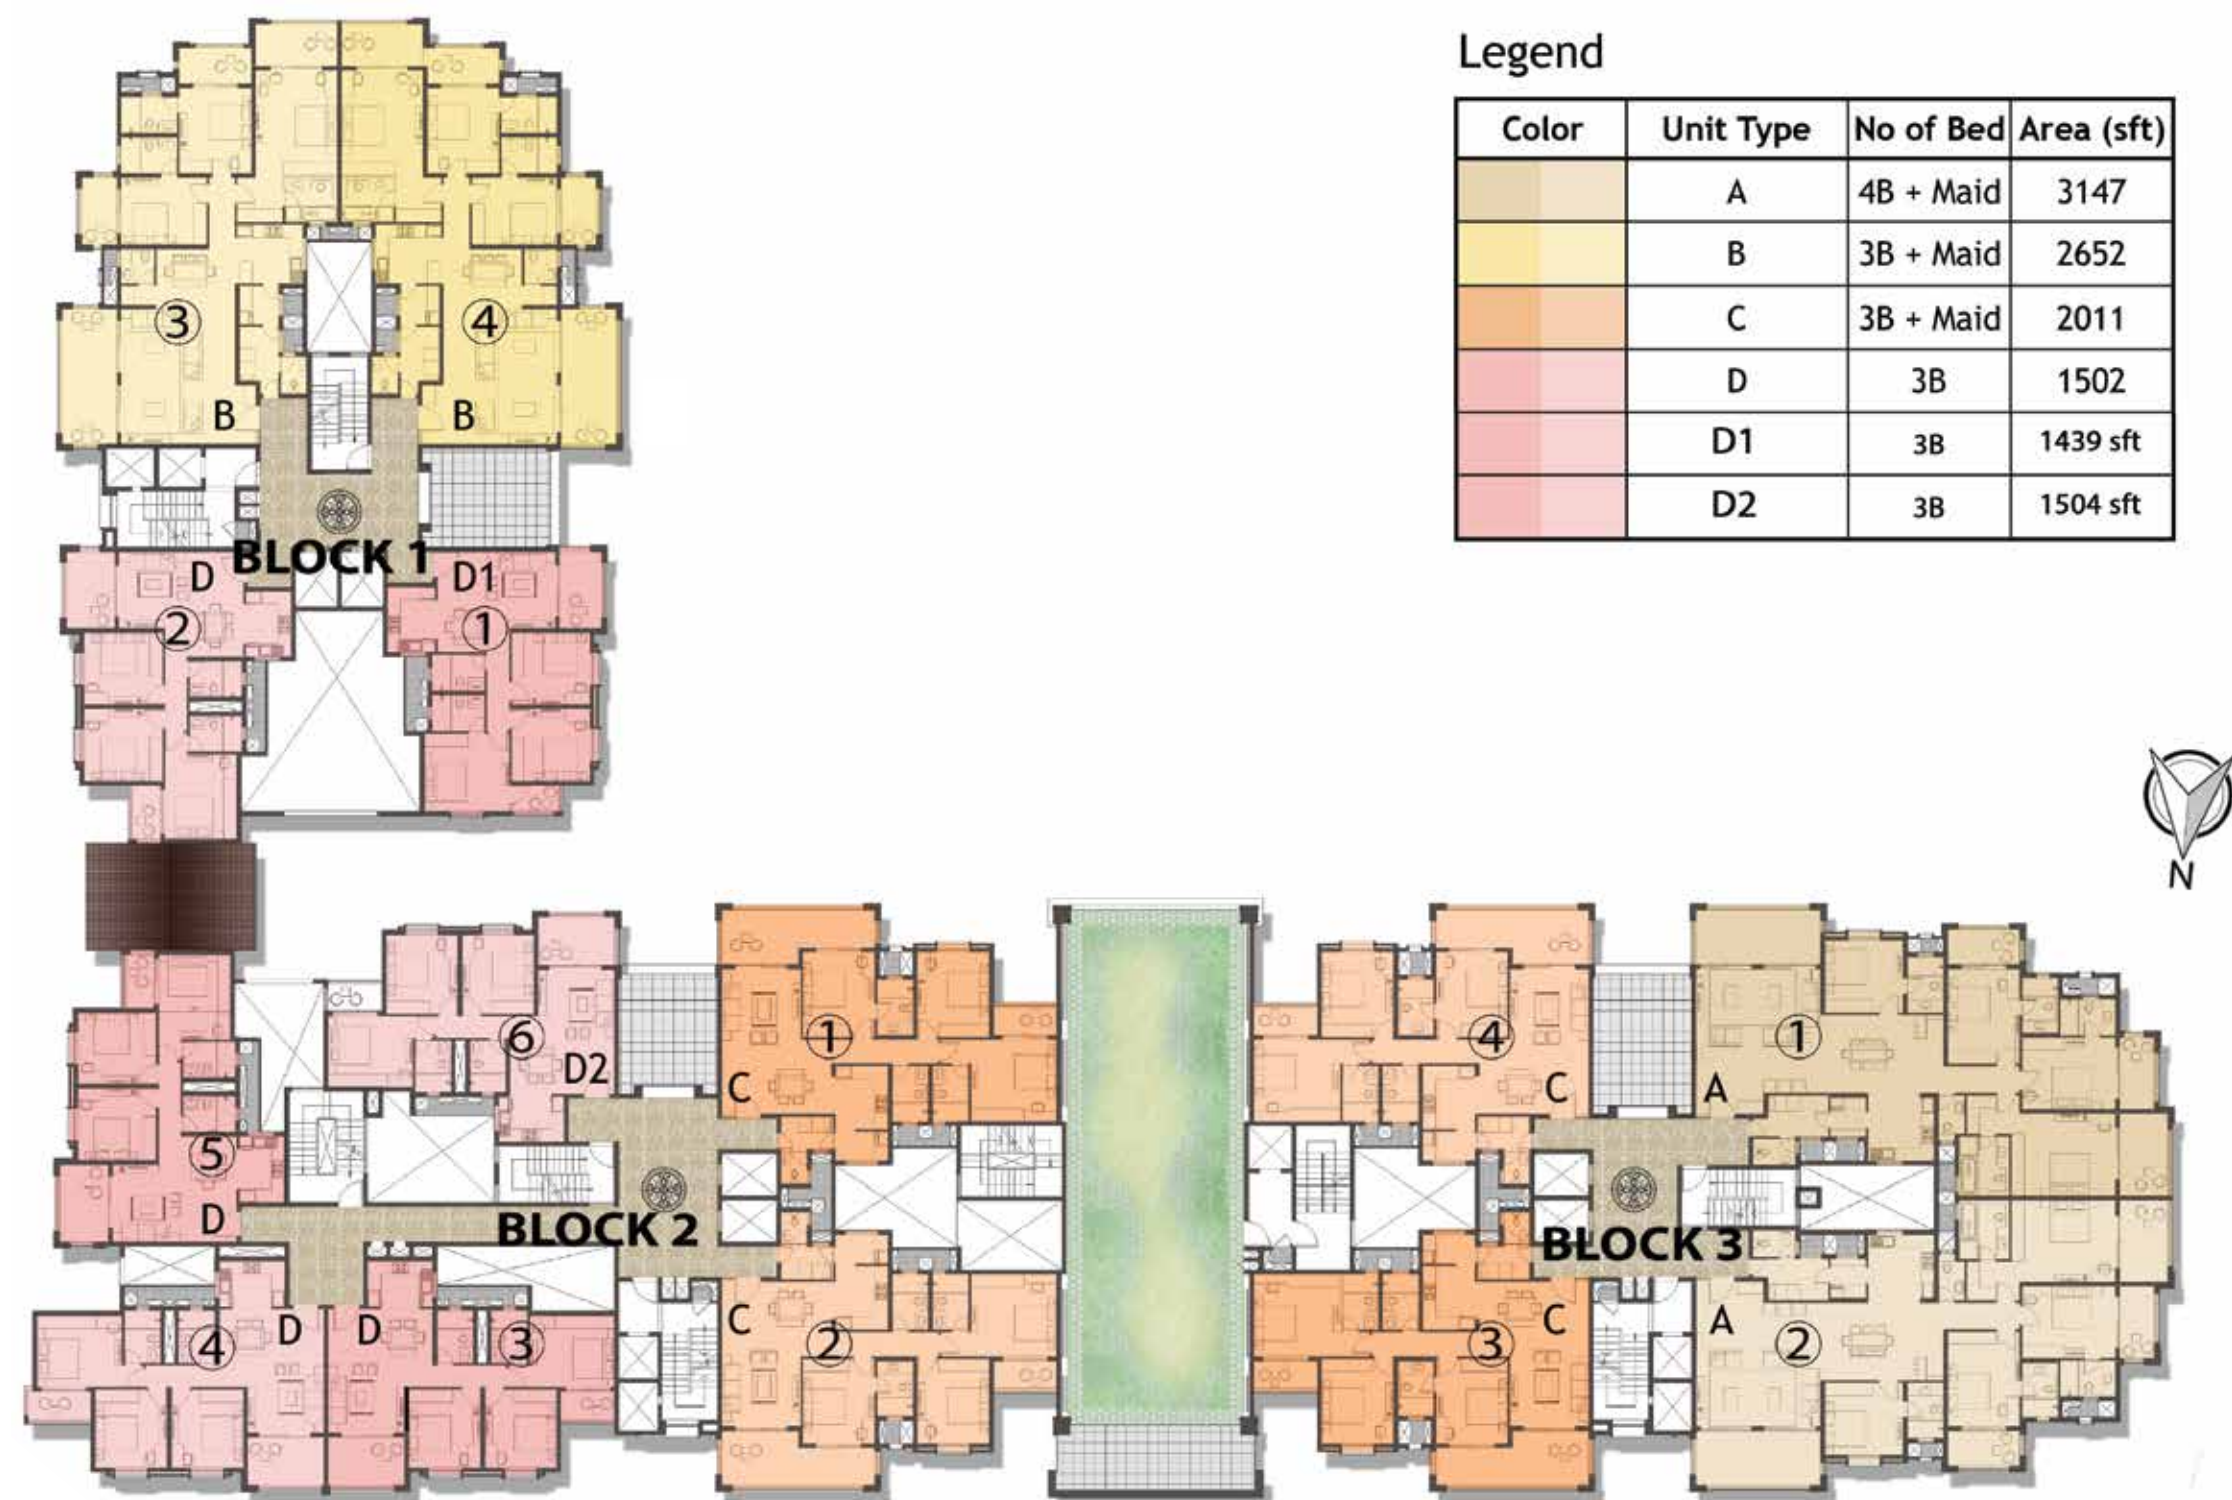 Legend
Color Unit Type No of Bed Area (sft)
A 4B + Maid 3147
B 3B + Maid 2652
C 3B + Maid 2011
D 3B 1502
D1 3B 1439 sft
D2 3B 1504 sft
3 4
B B
BLOCK 1
D D1
2 1
N
6 1 4 1
D2 C C A
5
D
BLOCK 2 BLOCK 3
4 D D 3 C 2 3 C A 2